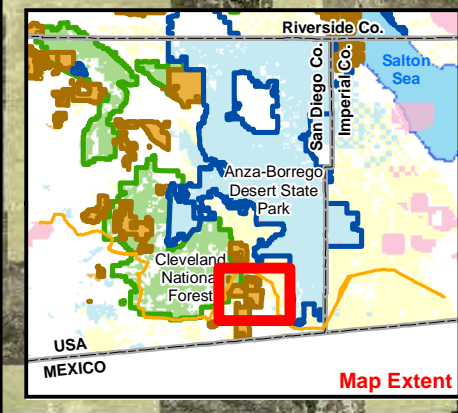 Riverside Co.
San Diego Co.
Imperial Co.
Salton
Sea
Anza-Borrego
Desert State
Park
Cleveland
National
Forest
USA
MEXICO
Map Extent